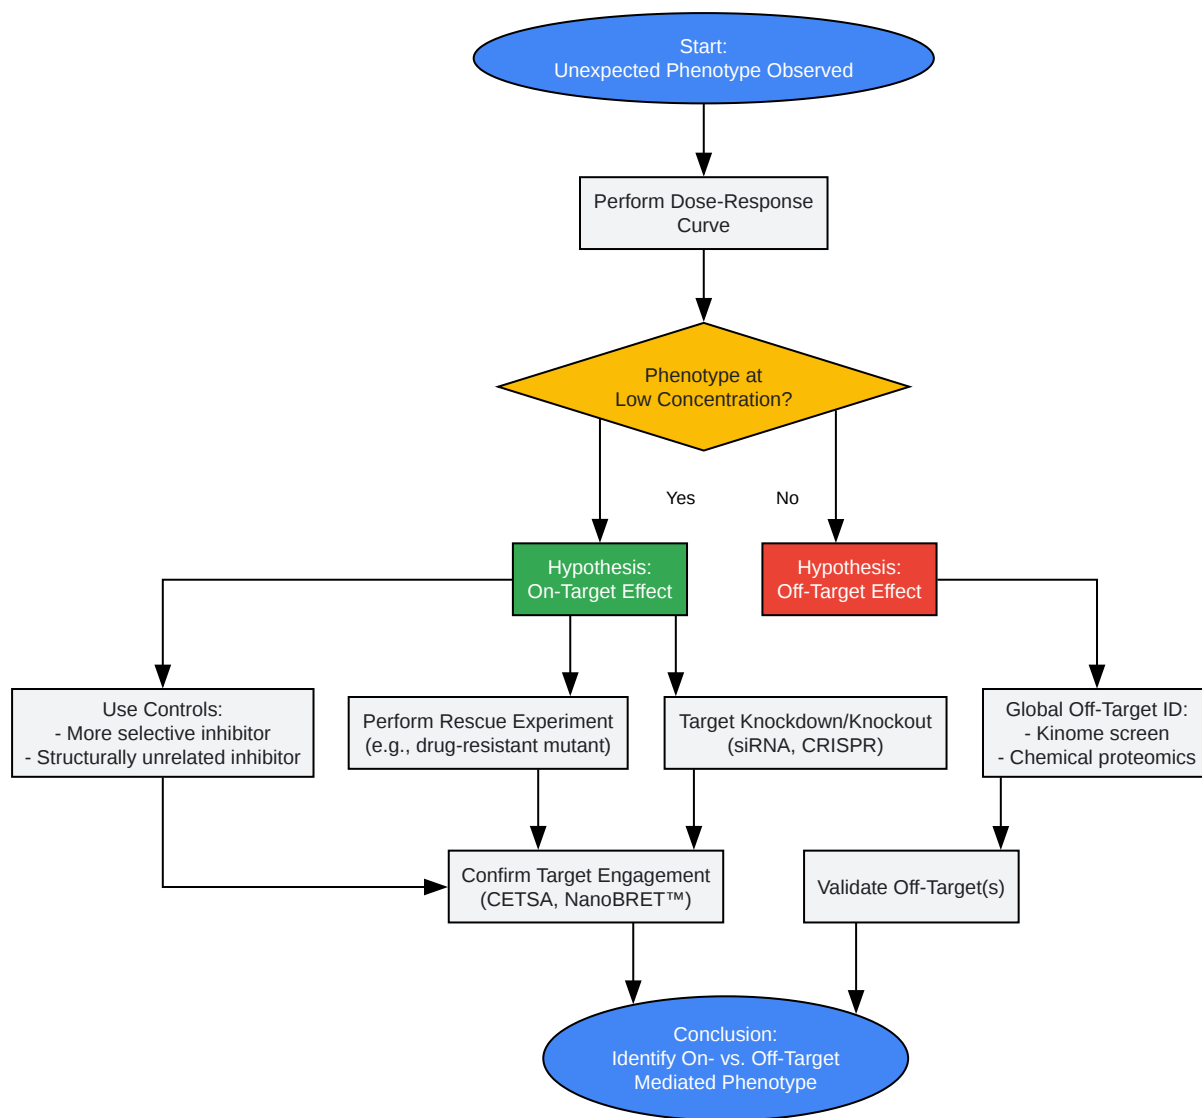 Start:
Unexpected Phenotype Observed
Perform Dose-Response
Curve
Phenotype at
Low Concentration?
Yes
No
Hypothesis:
On-Target Effect
Hypothesis:
Off-Target Effect
Use Controls:
- More selective inhibitor
- Structurally unrelated inhibitor
Perform Rescue Experiment
(e.g., drug-resistant mutant)
Target Knockdown/Knockout
(siRNA, CRISPR)
Global Off-Target ID:
- Kinome screen
- Chemical proteomics
Confirm Target Engagement
(CETSA, NanoBRET™)
Validate Off-Target(s)
Conclusion:
Identify On- vs. Off-Target
Mediated Phenotype